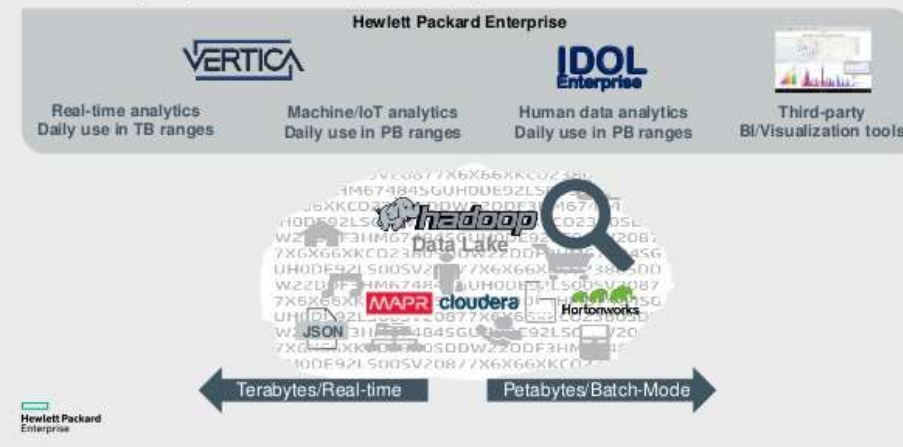 Hewlett Packard Enterprise
VERTICA
IDOL
Enterprise
Real-time analytics
Daily use in TB ranges
Machine/IoT analytics
Daily use in PB ranges
Human data analytics
Daily use in PB ranges
Third-party
BI/Visualization tools
hadoop
Data Lake
MAPR
cloudera
Hortonworks
JSON
Terabytes/Real-time
Petabytes/Batch-Mode
Hewlett Packard
Enterprise